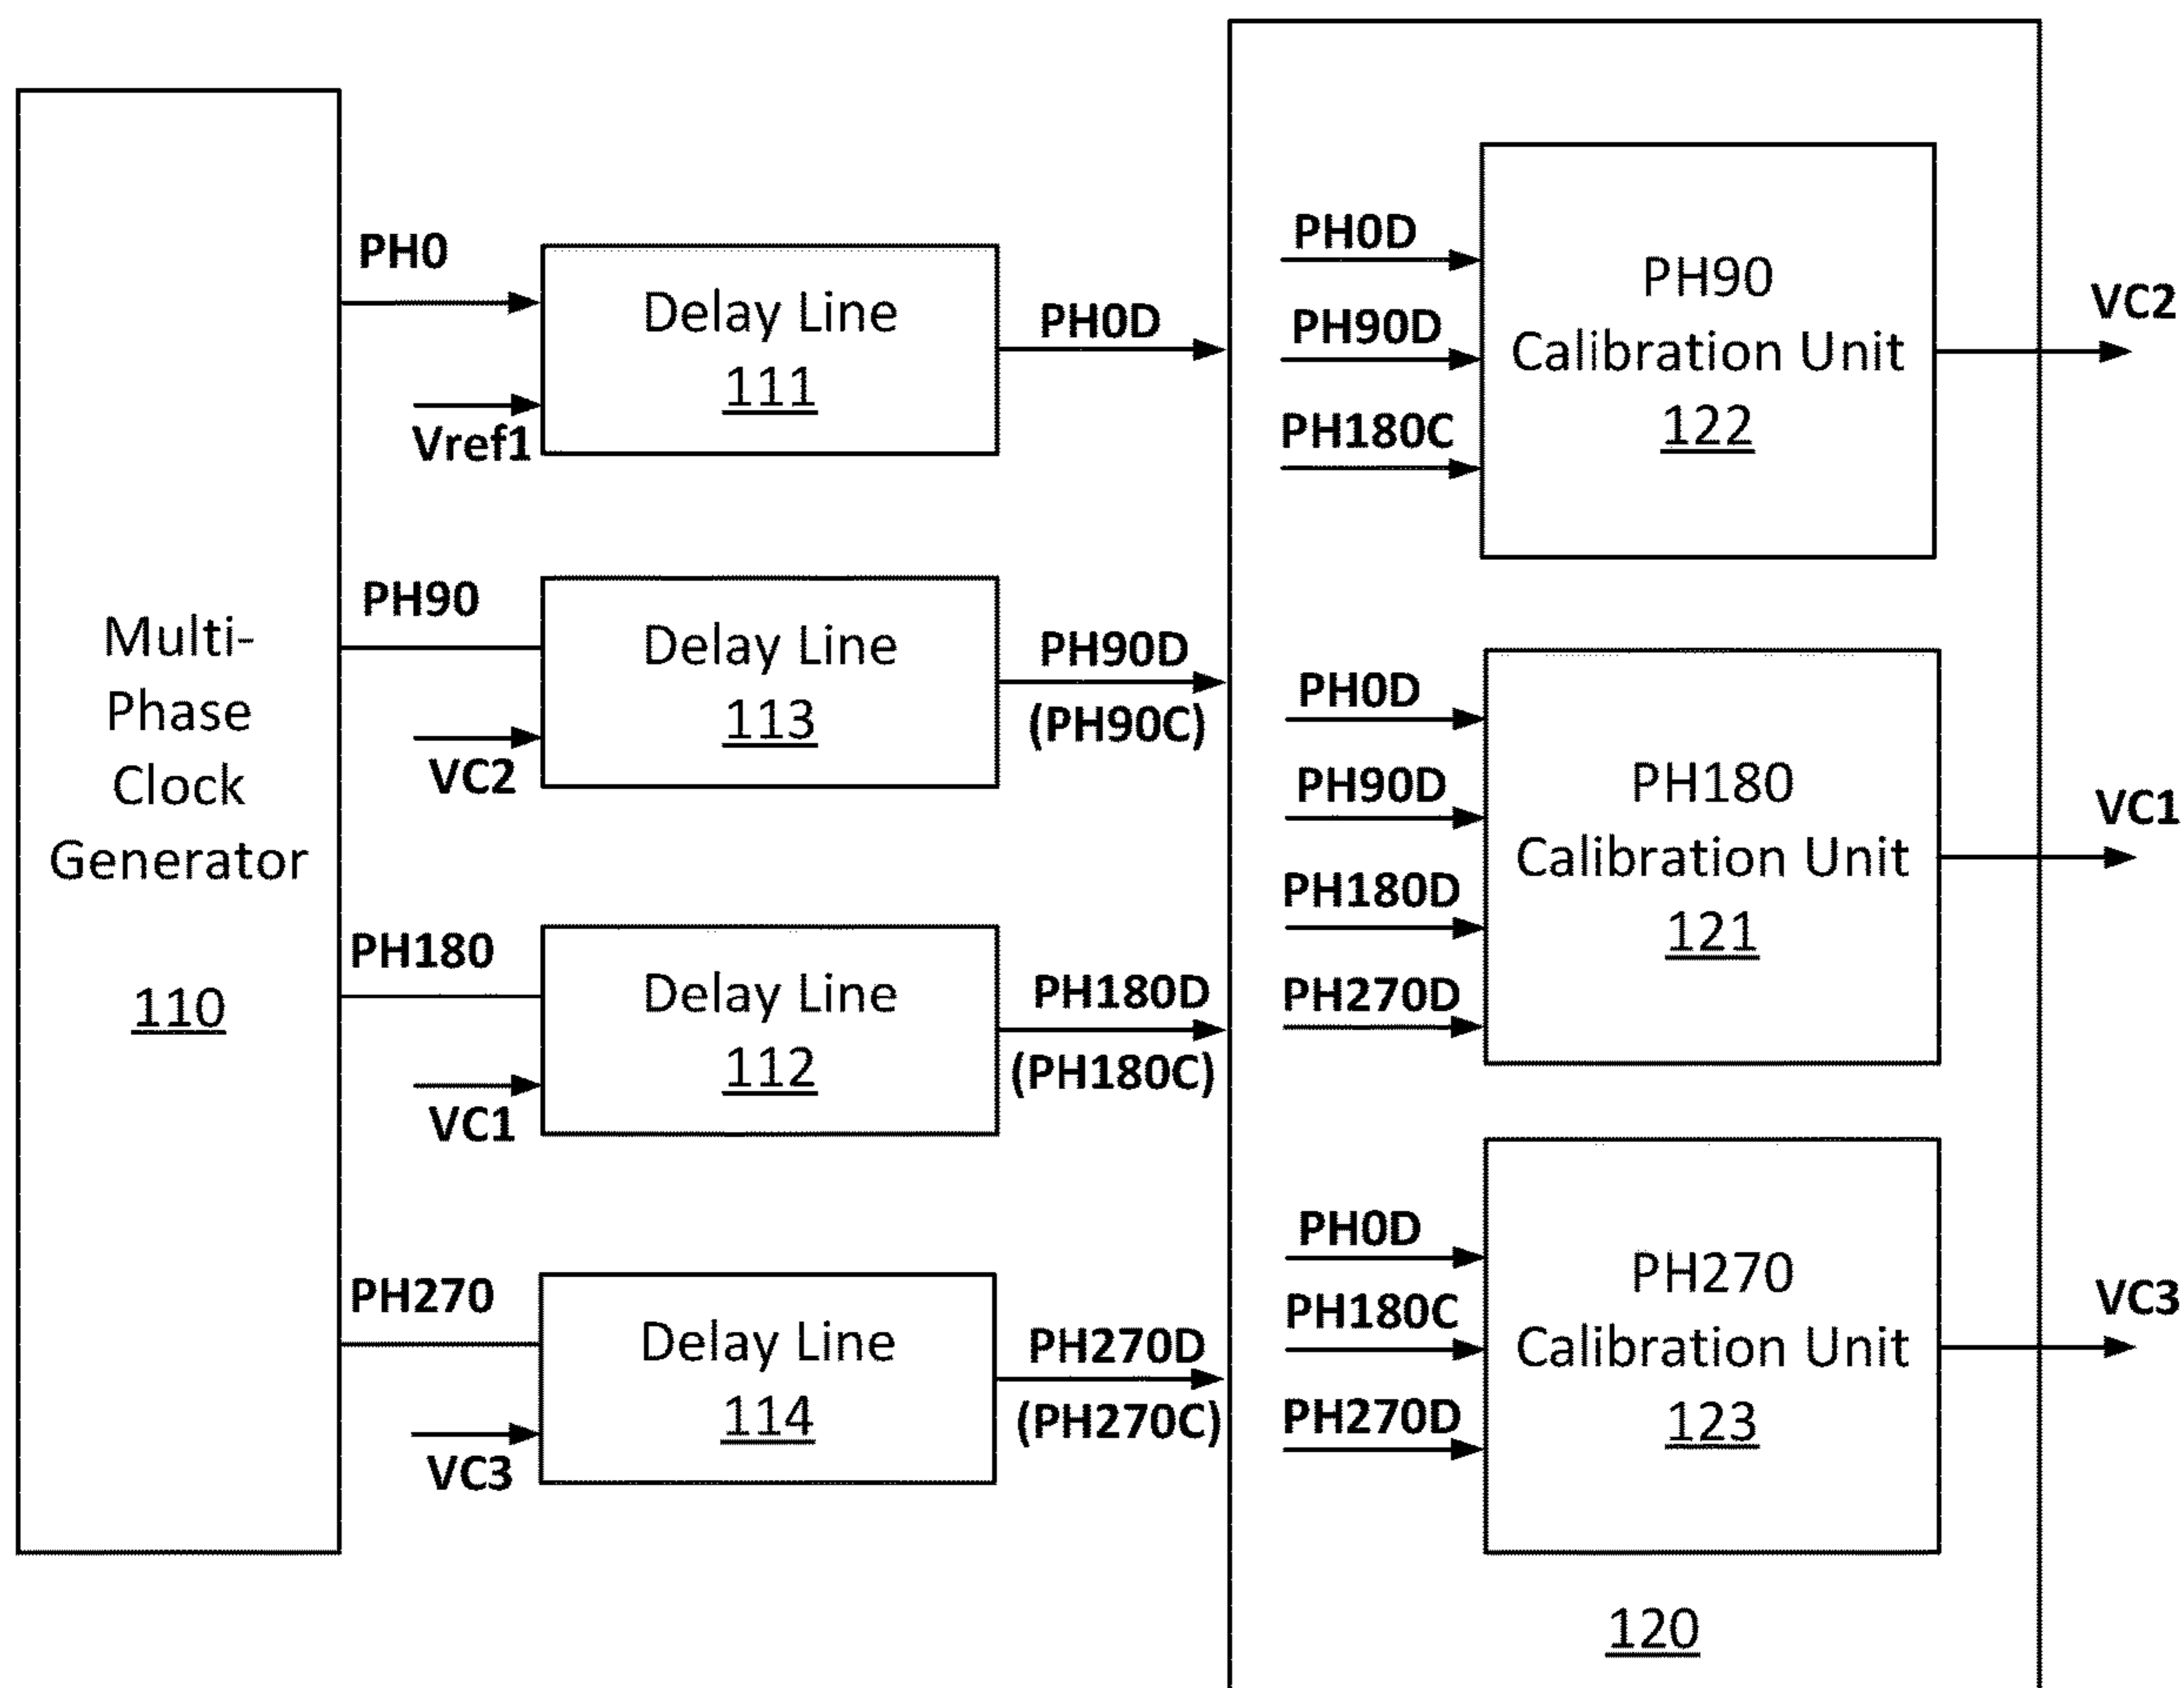 Multi-
Phase
Clock
Generator
110
PH0
Vref1
Delay Line
111
PH0D
PH90
VC2
Delay Line
113
PH90D
(PH90C)
PH180
VC1
Delay Line
112
PH180D
(PH180C)
PH270
VC3
Delay Line
114
PH270D
(PH270C)
PH0D
PH90D
PH180C
PH90
Calibration Unit
122
VC2
PH0D
PH90D
PH180D
PH270D
PH180
Calibration Unit
121
VC1
PH0D
PH180C
PH270D
PH270
Calibration Unit
123
VC3
120